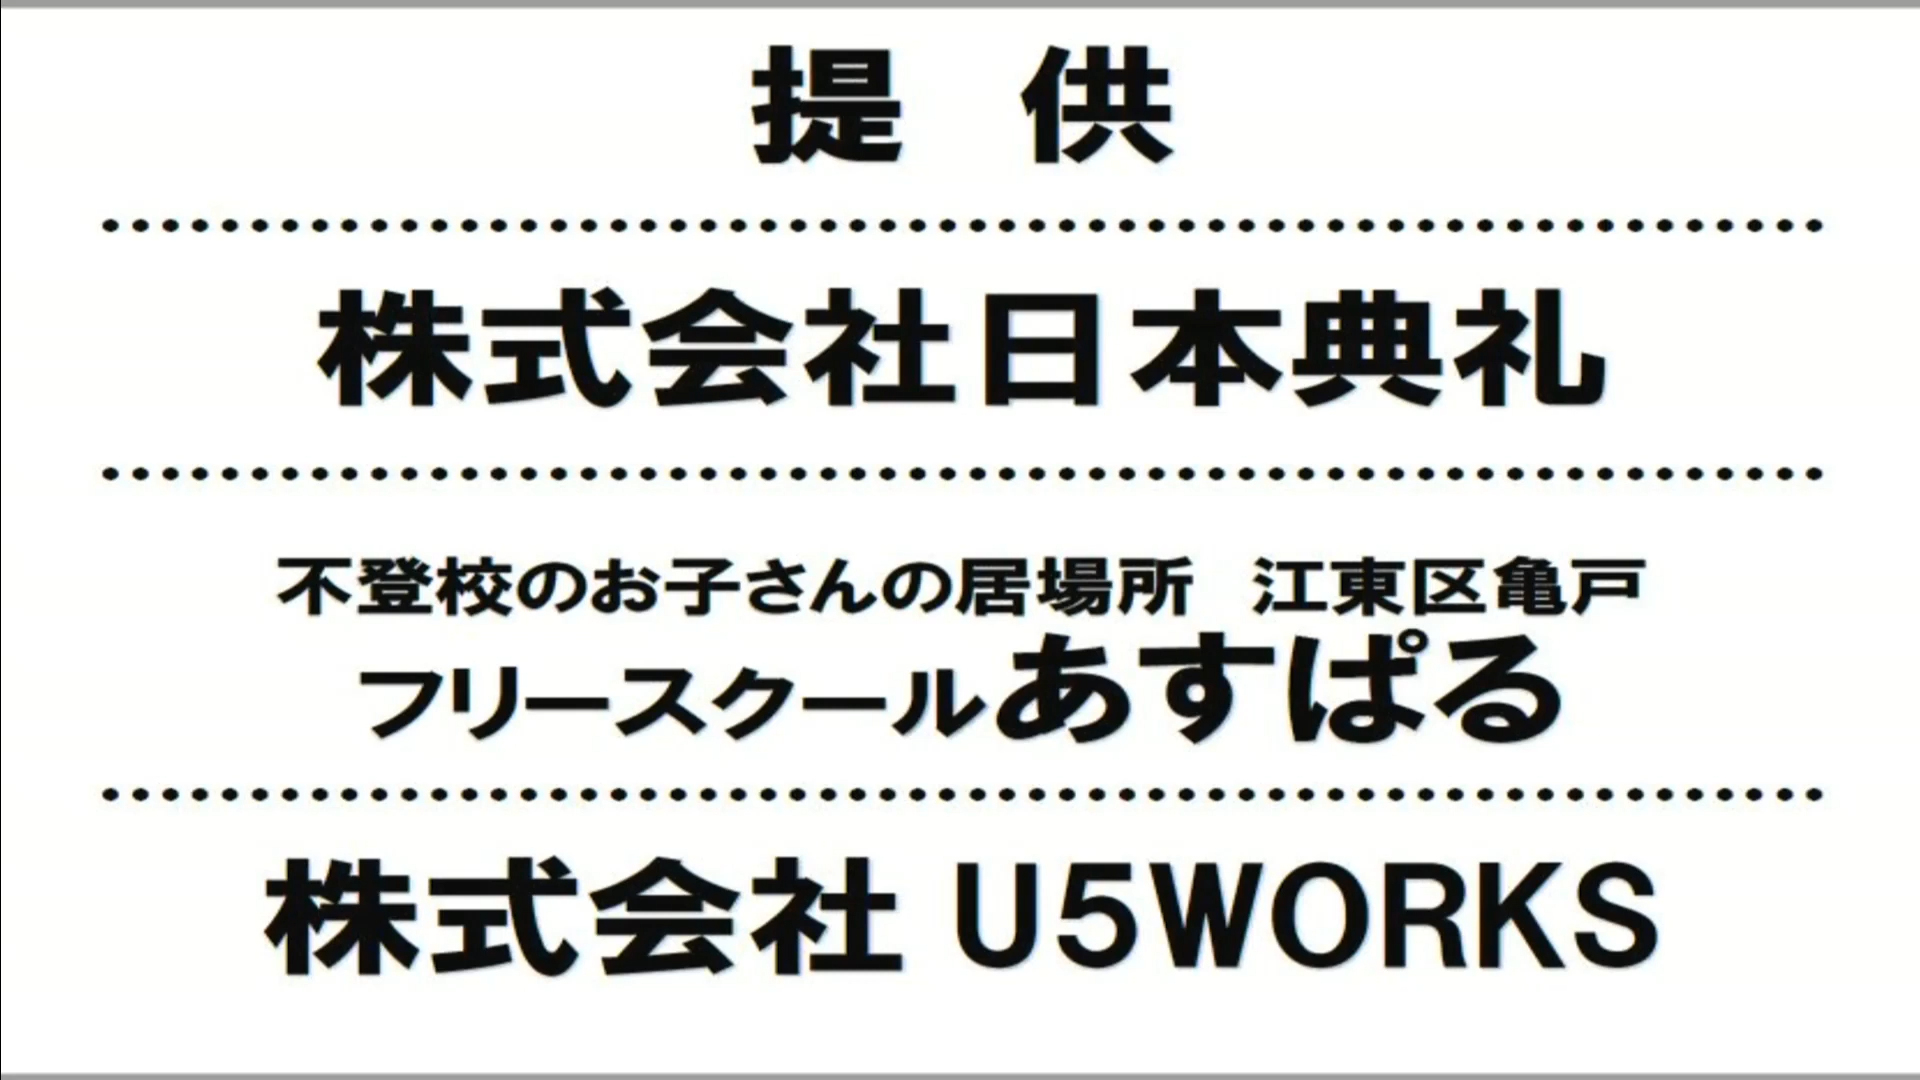 提 供
株式会社日本典礼
不登校のお子さんの居場所 江東区亀戸
フリースクールあすぱる
株式会社 U5WORKS